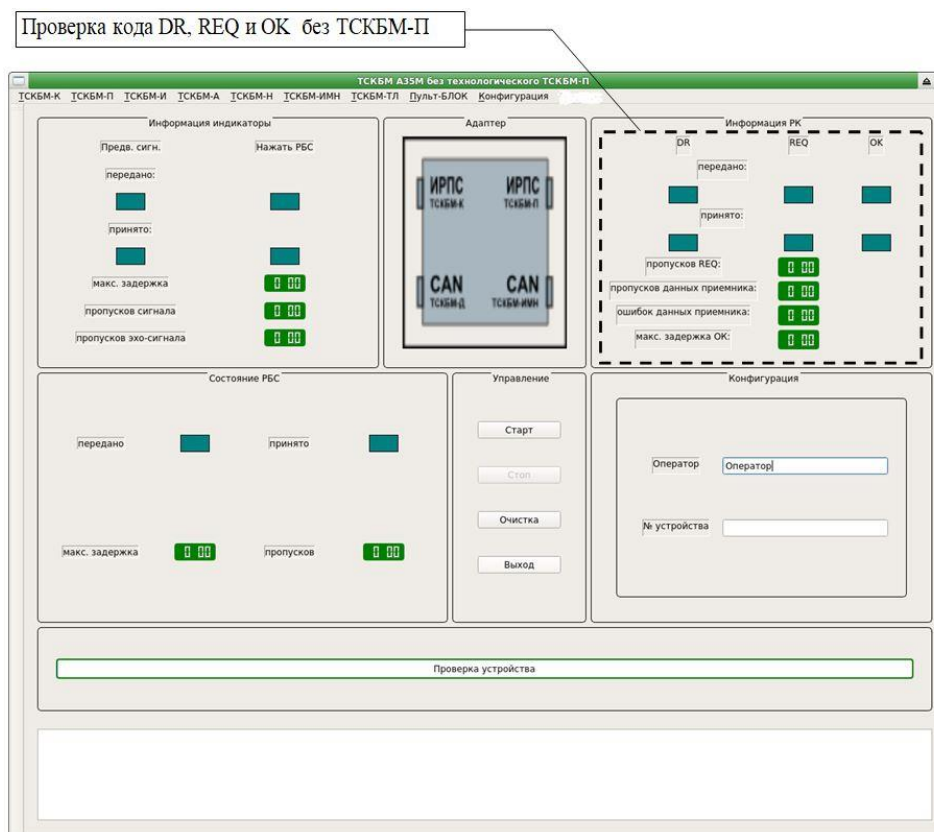 Проверка кода DR, REQ и OK без ТСКБМ-П
ТСКБМ А35М без технологического ТСКБМ-П
ТСКБМ-К ТСКБМ-П ТСКБМ-И ТСКБМ-А ТСКБМ-Н ТСКБМ-ИМН ТСКБМ-ТЛ Пульт-БЛОК Конфигурация
Информация индикаторы
Предв. сигн. Нажать РБС
передано:
принято:
макс. задержка 0 00
пропусков сигнала 0 00
пропусков эхо-сигнала 0 00
Адаптер
ИРПС ИРПС
ТСКБМ-К ТСКБМ-П
CAN CAN
ТСКБМ-Д ТСКБМ-ИМН
Информация РК
DR REQ OK
передано:
принято:
пропусков REQ: 0 00
пропусков данных приемника: 0 00
ошибок данных приемника: 0 00
макс. задержка OK: 0 00
Состояние РБС
передано принято
макс. задержка 0 00 пропусков 0 00
Управление
Старт
Стоп
Очистка
Выход
Конфигурация
Оператор Оператор
№ устройства
Проверка устройства